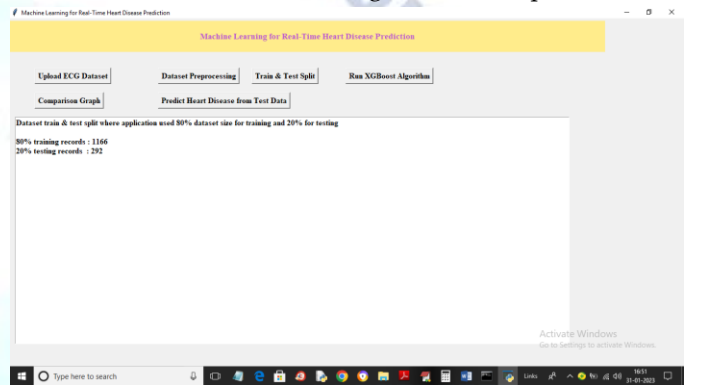 Machine Learning for Real-Time Heart Disease Prediction
Machine Learning for Real-Time Heart Disease Prediction
Upload ECG Dataset
Dataset Preprocessing
Train & Test Split
Run XGBoost Algorithm
Comparison Graph
Predict Heart Disease from Test Data
Dataset train & test split where application used 80% dataset size for training and 20% for testing
80% training records : 1166
20% testing records : 292
Activate Windows
Go to Settings to activate Windows.
Type here to search
Links
16:51
31-01-2023